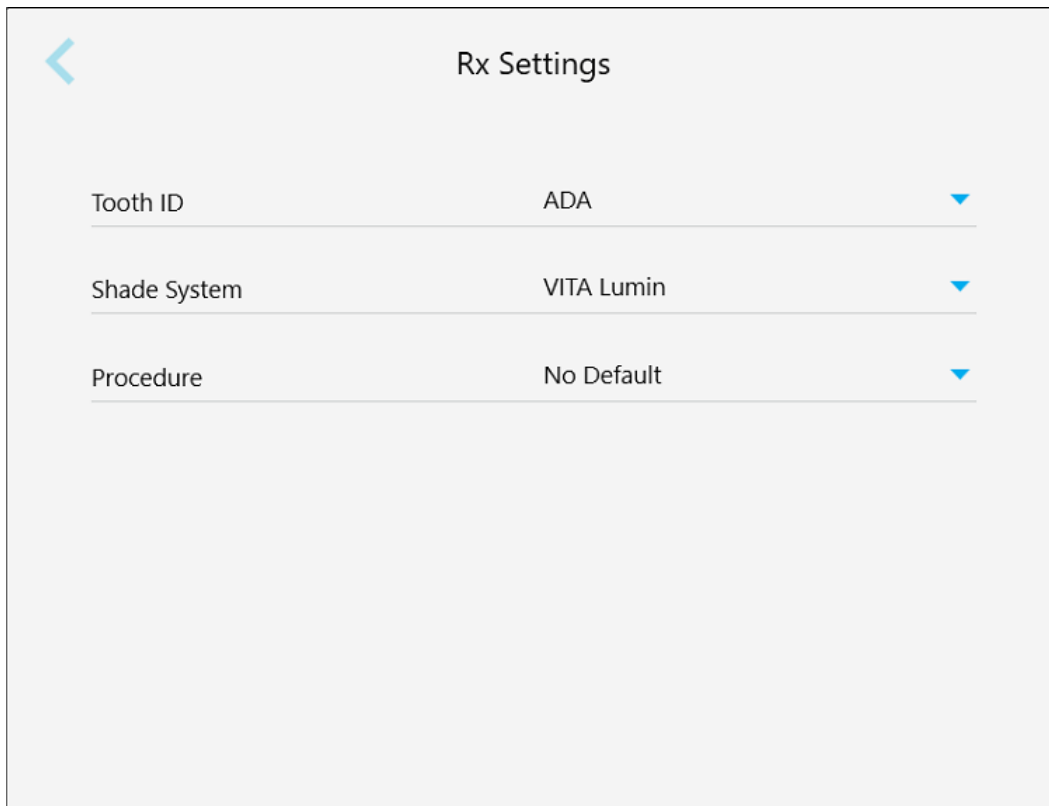 Rx Settings
Tooth ID ADA
Shade System VITA Lumin
Procedure No Default